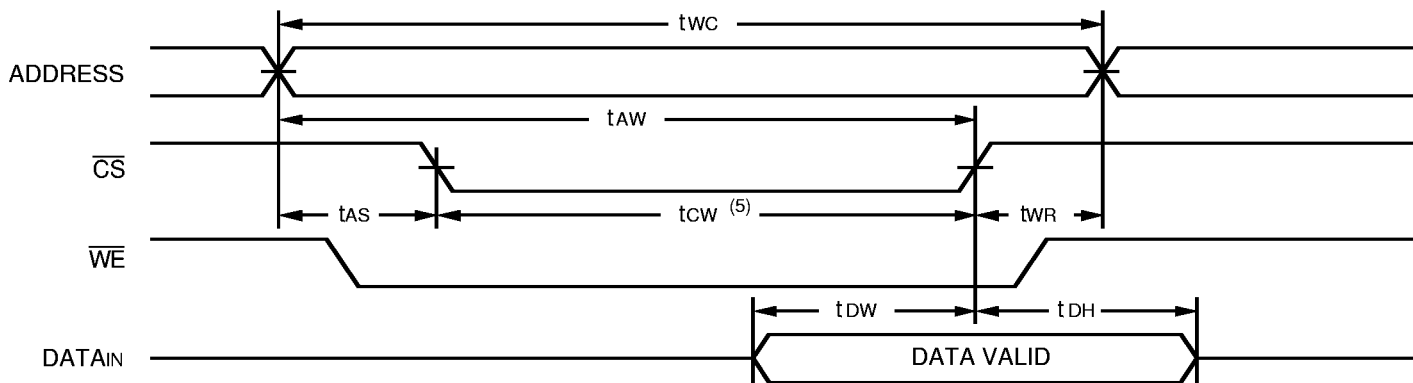 tWC
ADDRESS
tAW
CS
tAS
tCW (5)
tWR
WE
tDW
tDH
DATAIN
DATA VALID